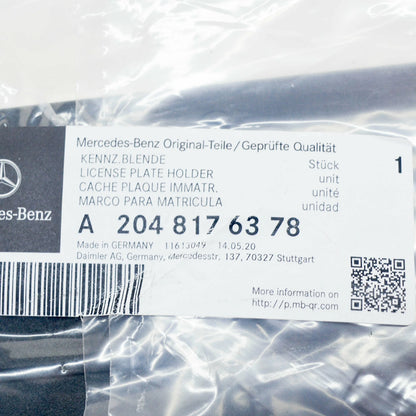 Mercedes-Benz Original-Teile/Geprüfte Qualität
KENNZ.BLENDE Stück 1
LICENSE PLATE HOLDER unit
CACHE PLAQUE IMMATR. unité
MARCO PARA MATRICULA unidad
des-Benz
A 204 817 63 78
Made in GERMANY 11613049 14.05.20
Daimler AG, Germany, Mercedesstr. 137, 70327 Stuttgart
More information on
http://p.mb-qr.com